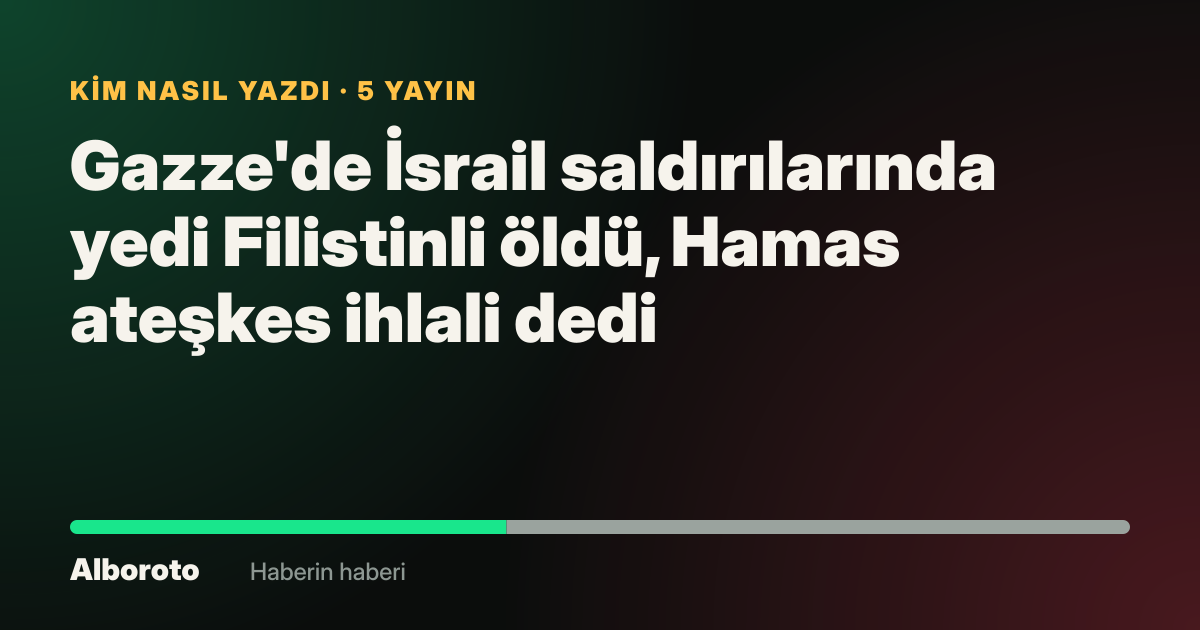 KİM NASIL YAZDI · 5 YAYIN
Gazze'de İsrail saldırılarında
yedi Filistinli öldü, Hamas
ateşkes ihlali dedi
Alboroto
Haberin haberi